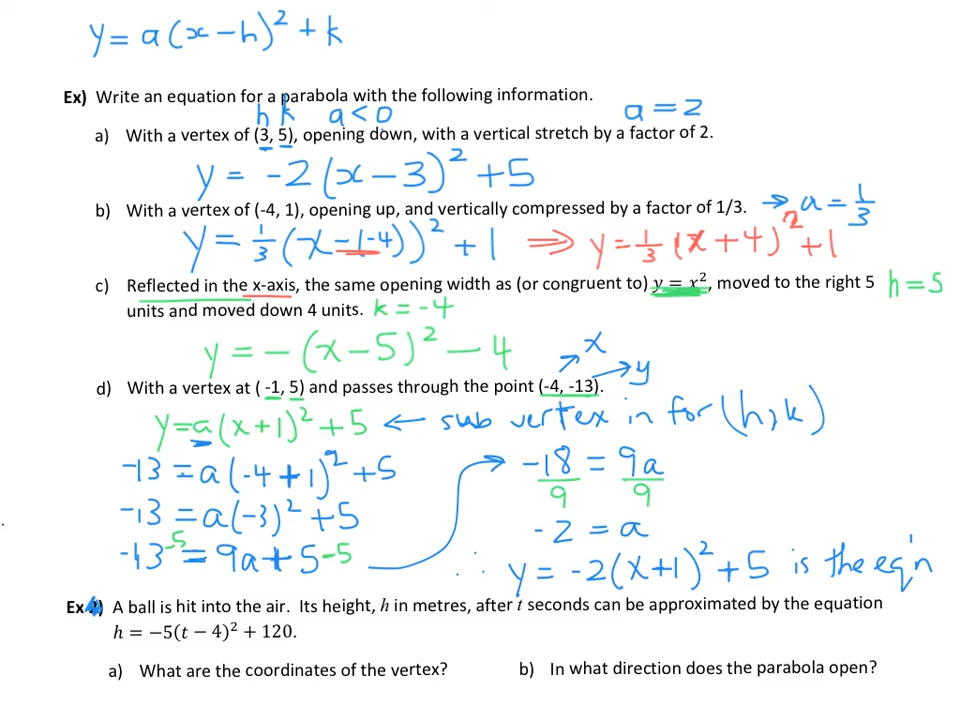 y = a(x-h)² + k
Ex) Write an equation for a parabola with the following information.
h k a<0 a=2
a) With a vertex of (3, 5), opening down, with a vertical stretch by a factor of 2.
y = -2(x-3)² +5
b) With a vertex of (-4, 1), opening up, and vertically compressed by a factor of 1/3. → a = 1/3
y = 1/3 (x-(-4))² + 1 ⇒ y = 1/3 (x+4)² +1
c) Reflected in the x-axis, the same opening width as (or congruent to) y = x², moved to the right 5 h=5
units and moved down 4 units. k = -4
y = -(x-5)² - 4
x
y
d) With a vertex at ( -1, 5) and passes through the point (-4, -13).
y=a(x+1)² +5 ← sub vertex in for (h,k)
-13 = a(-4+1)² +5
-13 = a(-3)² +5
-13 -5 = 9a + 5 -5
→ -18 = 9a
9 9
-2 = a
∴ y = -2(x+1)² +5 is the eq'n
Ex) A ball is hit into the air. Its height, h in metres, after t seconds can be approximated by the equation
h = −5(t − 4)² + 120.
a) What are the coordinates of the vertex? b) In what direction does the parabola open?